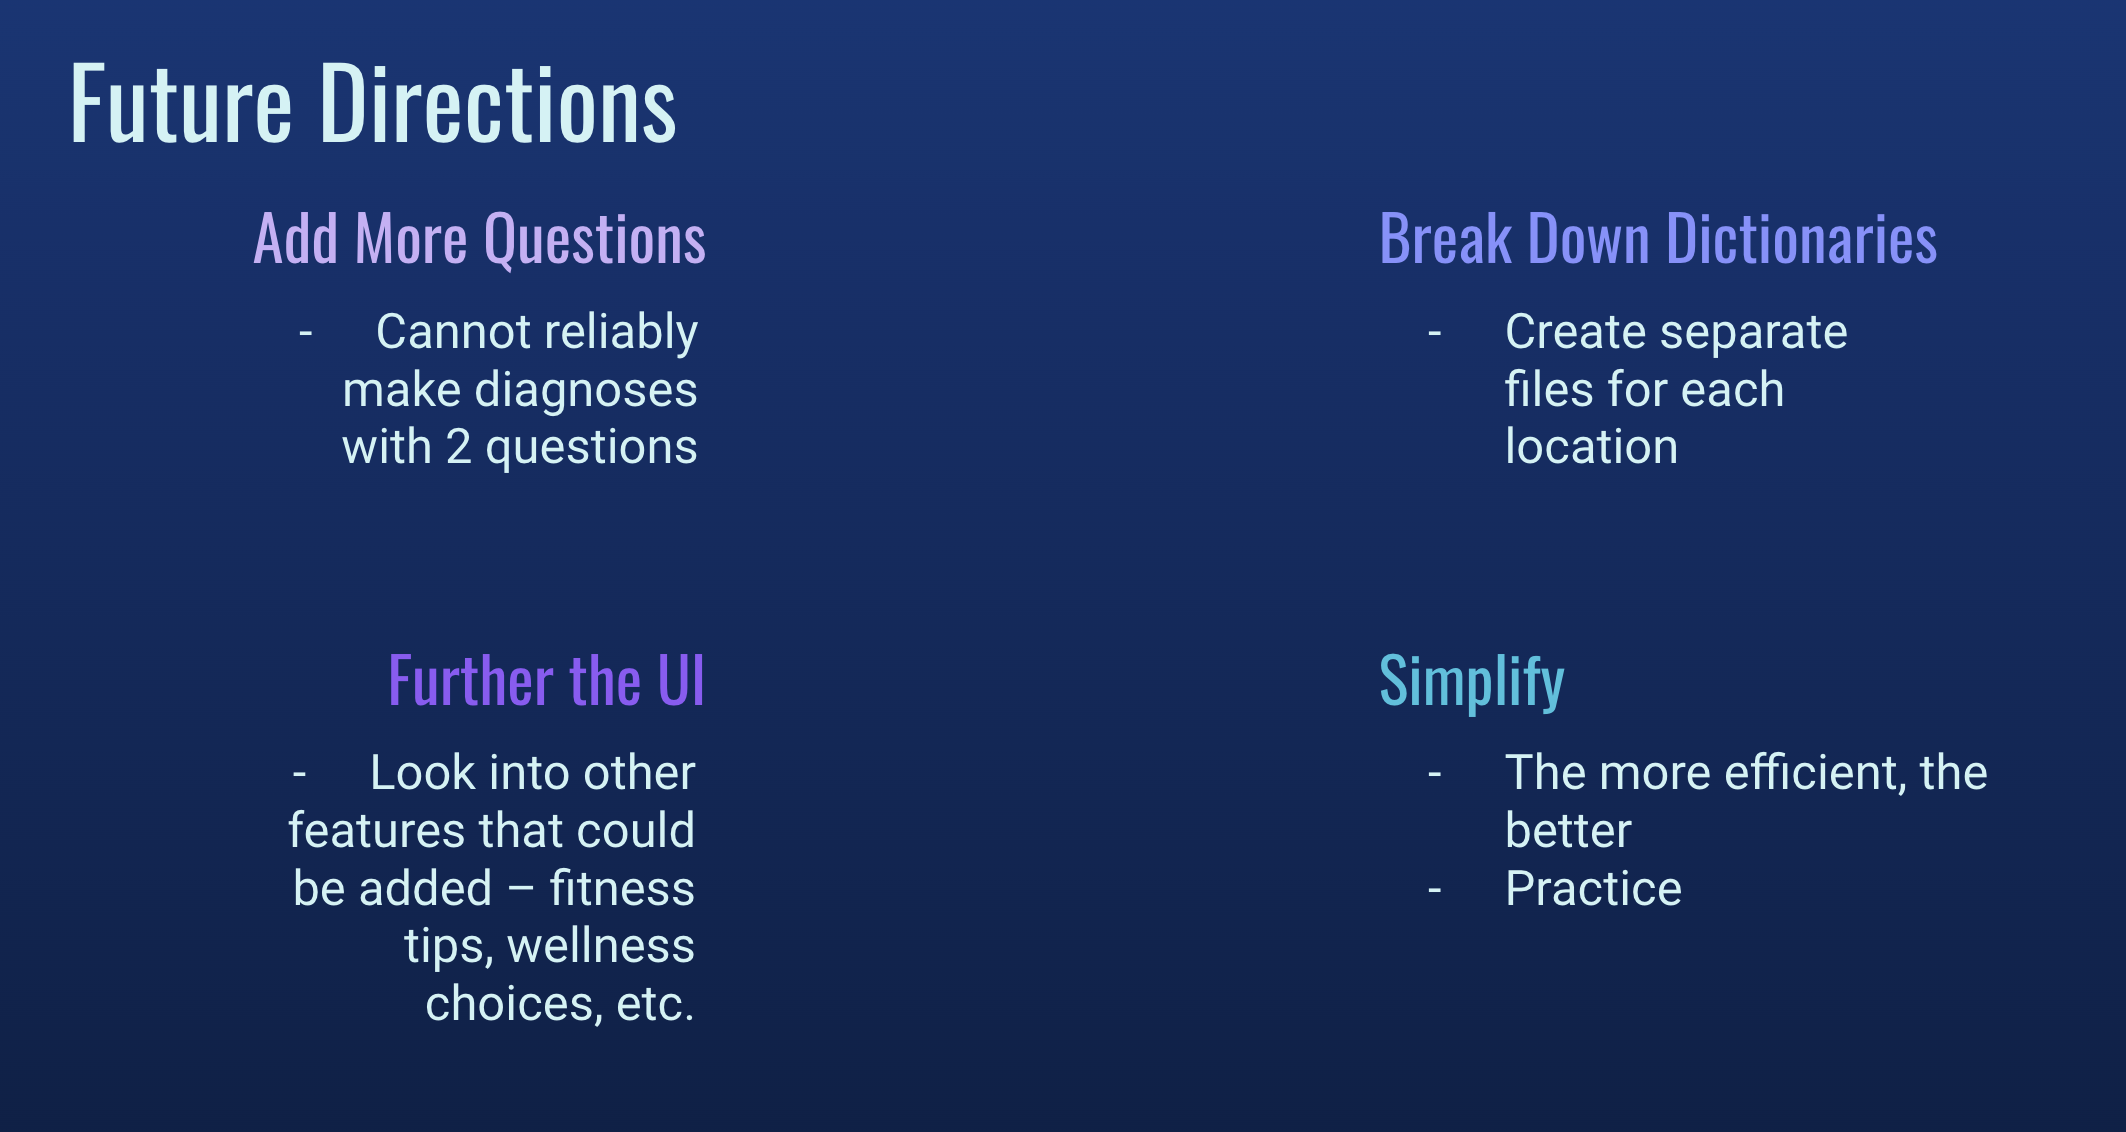 Future Directions
Add More Questions
- Cannot reliably
make diagnoses
with 2 questions
Break Down Dictionaries
- Create separate
files for each
location
Further the UI
- Look into other
features that could
be added – fitness
tips, wellness
choices, etc.
Simplify
- The more efficient, the
better
- Practice